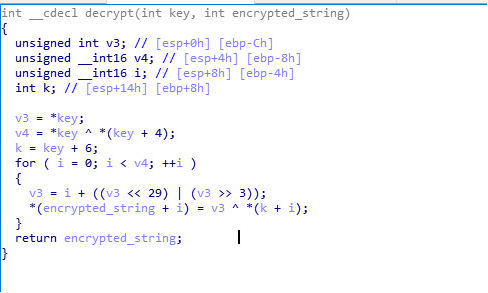 int __cdecl decrypt(int key, int encrypted_string)
{
  unsigned int v3; // [esp+0h] [ebp-Ch]
  unsigned __int16 v4; // [esp+4h] [ebp-8h]
  unsigned __int16 i; // [esp+8h] [ebp-4h]
  int k; // [esp+14h] [ebp+8h]

  v3 = *key;
  v4 = *key ^ *(key + 4);
  k = key + 6;
  for ( i = 0; i < v4; ++i )
  {
    v3 = i + ((v3 << 29) | (v3 >> 3));
    *(encrypted_string + i) = v3 ^ *(k + i);
  }
  return encrypted_string;
}